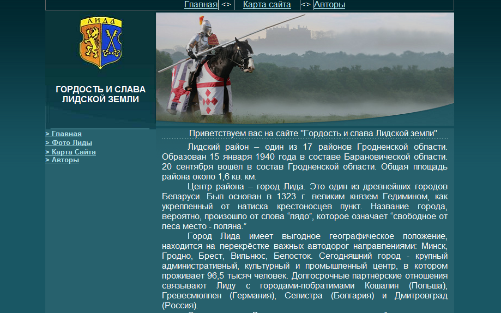 Главная <> Карта сайта <> Авторы
ЛИДА
ГОРДОСТЬ И СЛАВА
ЛИДСКОЙ ЗЕМЛИ
> Главная
> Фото Лиды
> Карта Сайта
> Авторы
Приветствуем вас на сайте "Гордость и слава Лидской земли"
Лидский район – один из 17 районов Гродненской области.
Образован 15 января 1940 года в составе Барановической области.
20 сентября вошел в состав Гродненской области. Общая площадь
района около 1,6 кв. км.
Центр района – город Лида. Это один из древнейших городов
Беларуси. Был основан в 1323 г. великим князем Гедимином, как
укрепленный от натиска крестоносцев пункт. Название города,
вероятно, произошло от слова "лядо", которое означает "свободное от
леса место - поляна."
Город Лида имеет выгодное географическое положение,
находится на перекрёстке важных автодорог направлениями: Минск,
Гродно, Брест, Вильнюс, Белосток. Сегодняшний город - крупный
административный, культурный и промышленный центр, в котором
проживает 96,5 тысяч человек. Долгосрочные партнерские отношения
связывают Лиду с городами-побратимами Кошалин (Польша),
Гревесмюллен (Германия), Силистра (Болгария) и Димитровград
(Россия).